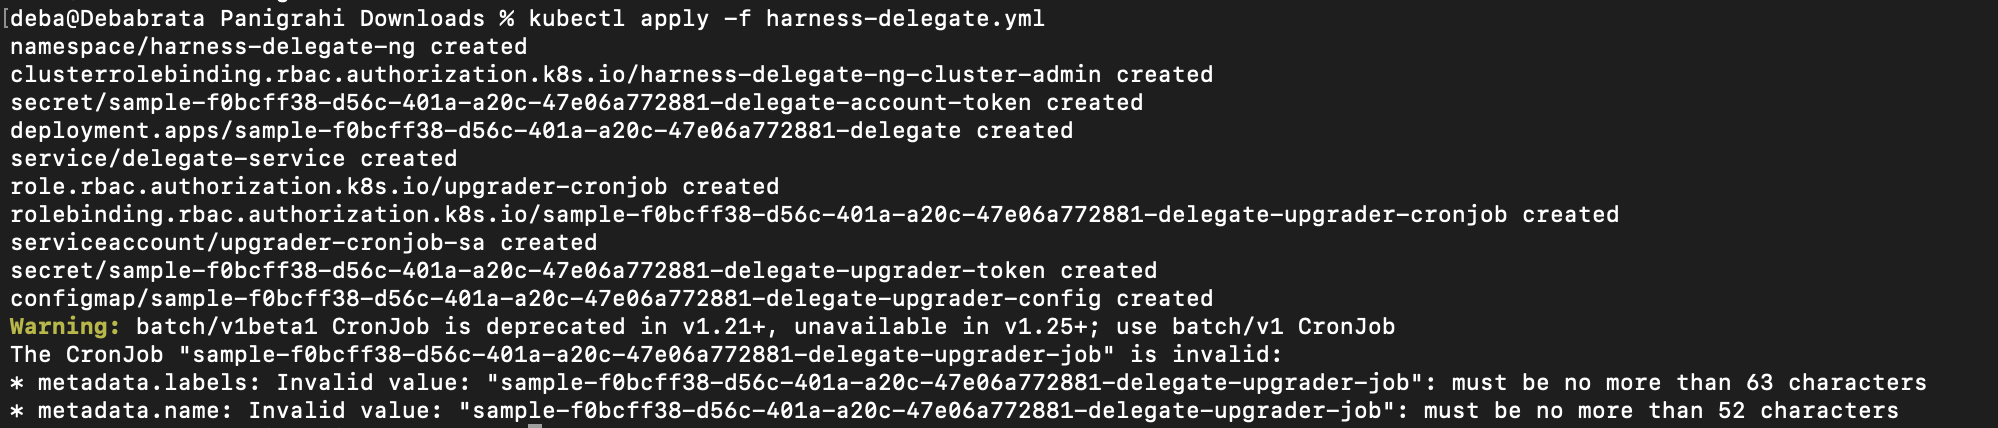 [deba@Debabrata Panigrahi Downloads % kubectl apply -f harness-delegate.yml
namespace/harness-delegate-ng created
clusterrolebinding.rbac.authorization.k8s.io/harness-delegate-ng-cluster-admin created
secret/sample-f0bcff38-d56c-401a-a20c-47e06a772881-delegate-account-token created
deployment.apps/sample-f0bcff38-d56c-401a-a20c-47e06a772881-delegate created
service/delegate-service created
role.rbac.authorization.k8s.io/upgrader-cronjob created
rolebinding.rbac.authorization.k8s.io/sample-f0bcff38-d56c-401a-a20c-47e06a772881-delegate-upgrader-cronjob created
serviceaccount/upgrader-cronjob-sa created
secret/sample-f0bcff38-d56c-401a-a20c-47e06a772881-delegate-upgrader-token created
configmap/sample-f0bcff38-d56c-401a-a20c-47e06a772881-delegate-upgrader-config created
Warning: batch/v1beta1 CronJob is deprecated in v1.21+, unavailable in v1.25+; use batch/v1 CronJob
The CronJob "sample-f0bcff38-d56c-401a-a20c-47e06a772881-delegate-upgrader-job" is invalid:
* metadata.labels: Invalid value: "sample-f0bcff38-d56c-401a-a20c-47e06a772881-delegate-upgrader-job": must be no more than 63 characters
* metadata.name: Invalid value: "sample-f0bcff38-d56c-401a-a20c-47e06a772881-delegate-upgrader-job": must be no more than 52 characters